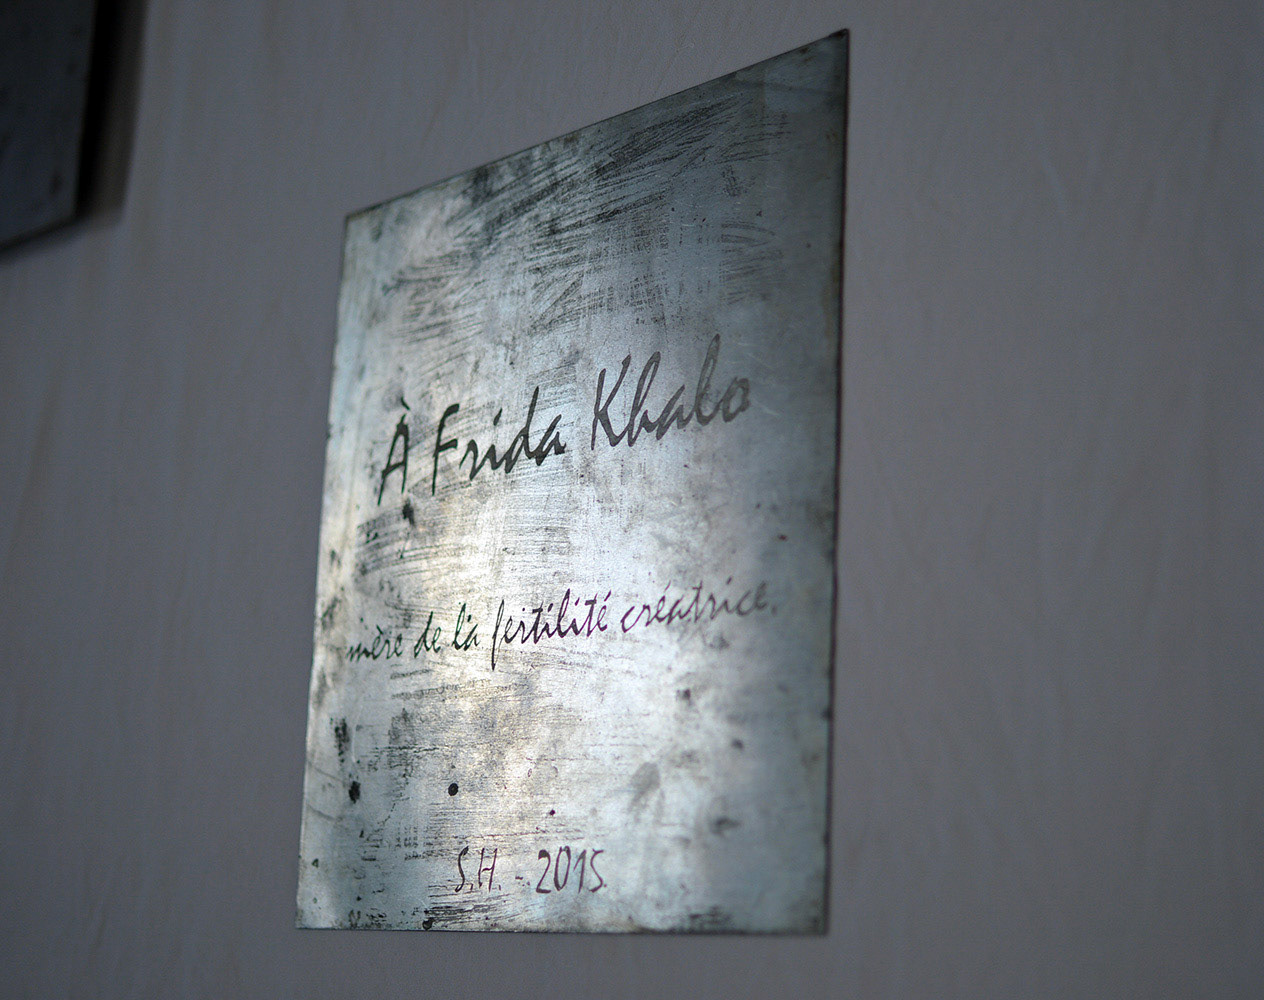 À Frida Khalo
mère de la fertilité créatrice.
S.H. - 2015